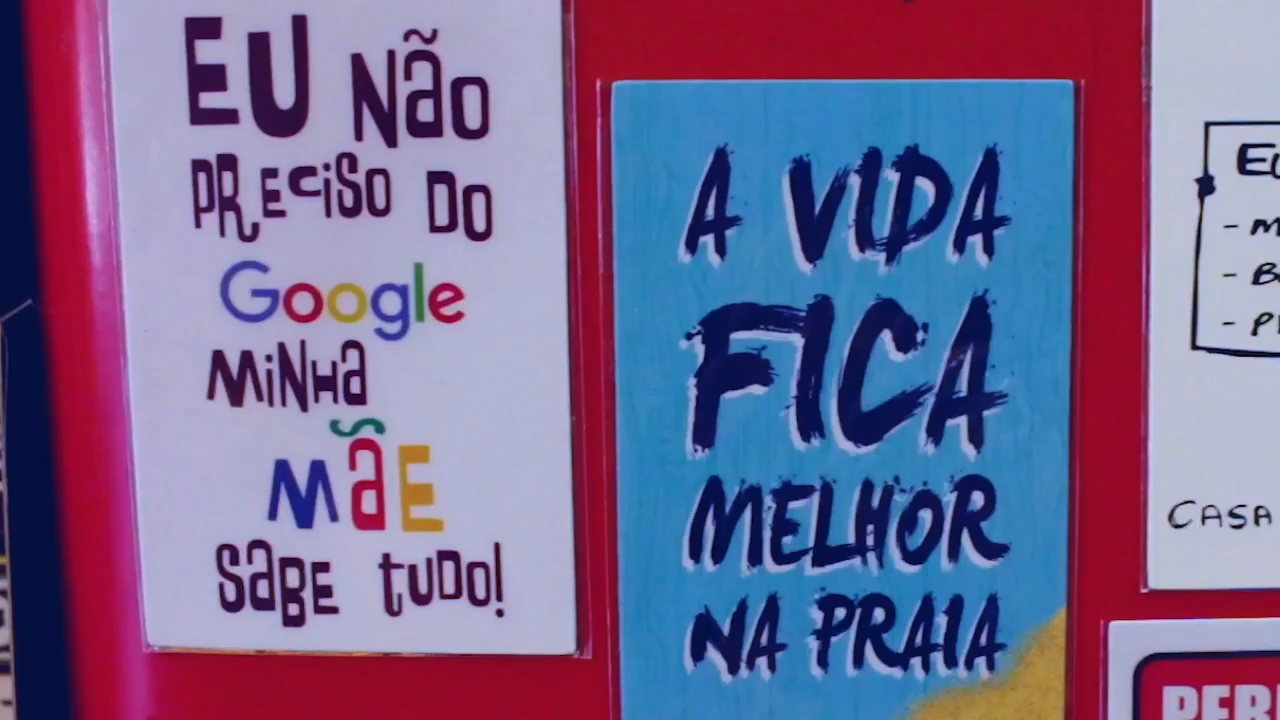 EU NÃO
PRECISO DO
Google
MINHA
MÃE
SABE TUDO!
A VIDA
FICA
MELHOR
NA PRAIA
CASA